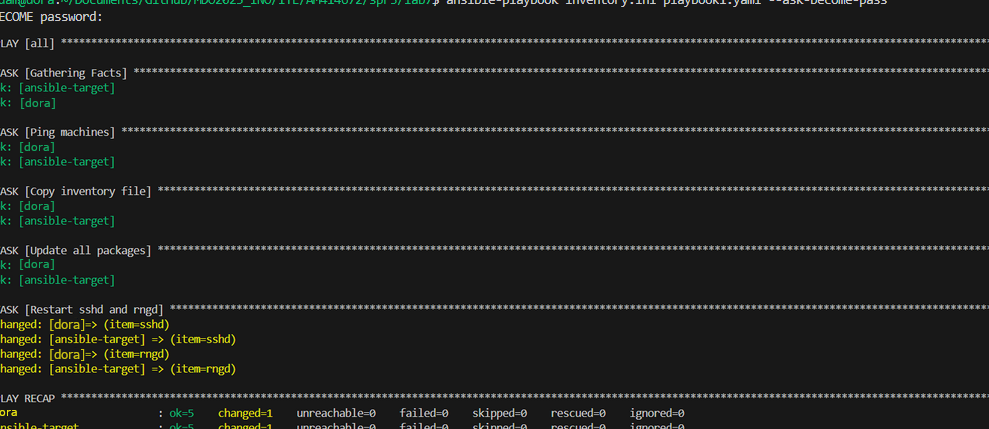 dam@dora:~/Documents/Github/MDO2025_INO/ITE/AM414672/spr5/lab7$ ansible-playbook inventory.ini playbook1.yaml --ask-become-pass
ECOME password:
LAY [all] ****************************************************************************************************
ASK [Gathering Facts] ****************************************************************************************************
k: [ansible-target]
k: [dora]
ASK [Ping machines] ****************************************************************************************************
k: [dora]
k: [ansible-target]
ASK [Copy inventory file] ****************************************************************************************************
k: [dora]
k: [ansible-target]
ASK [Update all packages] ****************************************************************************************************
k: [dora]
k: [ansible-target]
ASK [Restart sshd and rngd] ****************************************************************************************************
hanged: [dora]=> (item=sshd)
hanged: [ansible-target] => (item=sshd)
hanged: [dora]=> (item=rngd)
hanged: [ansible-target] => (item=rngd)
LAY RECAP ****************************************************************************************************
ora : ok=5 changed=1 unreachable=0 failed=0 skipped=0 rescued=0 ignored=0
nsible-target : ok=5 changed=1 unreachable=0 failed=0 skipped=0 rescued=0 ignored=0